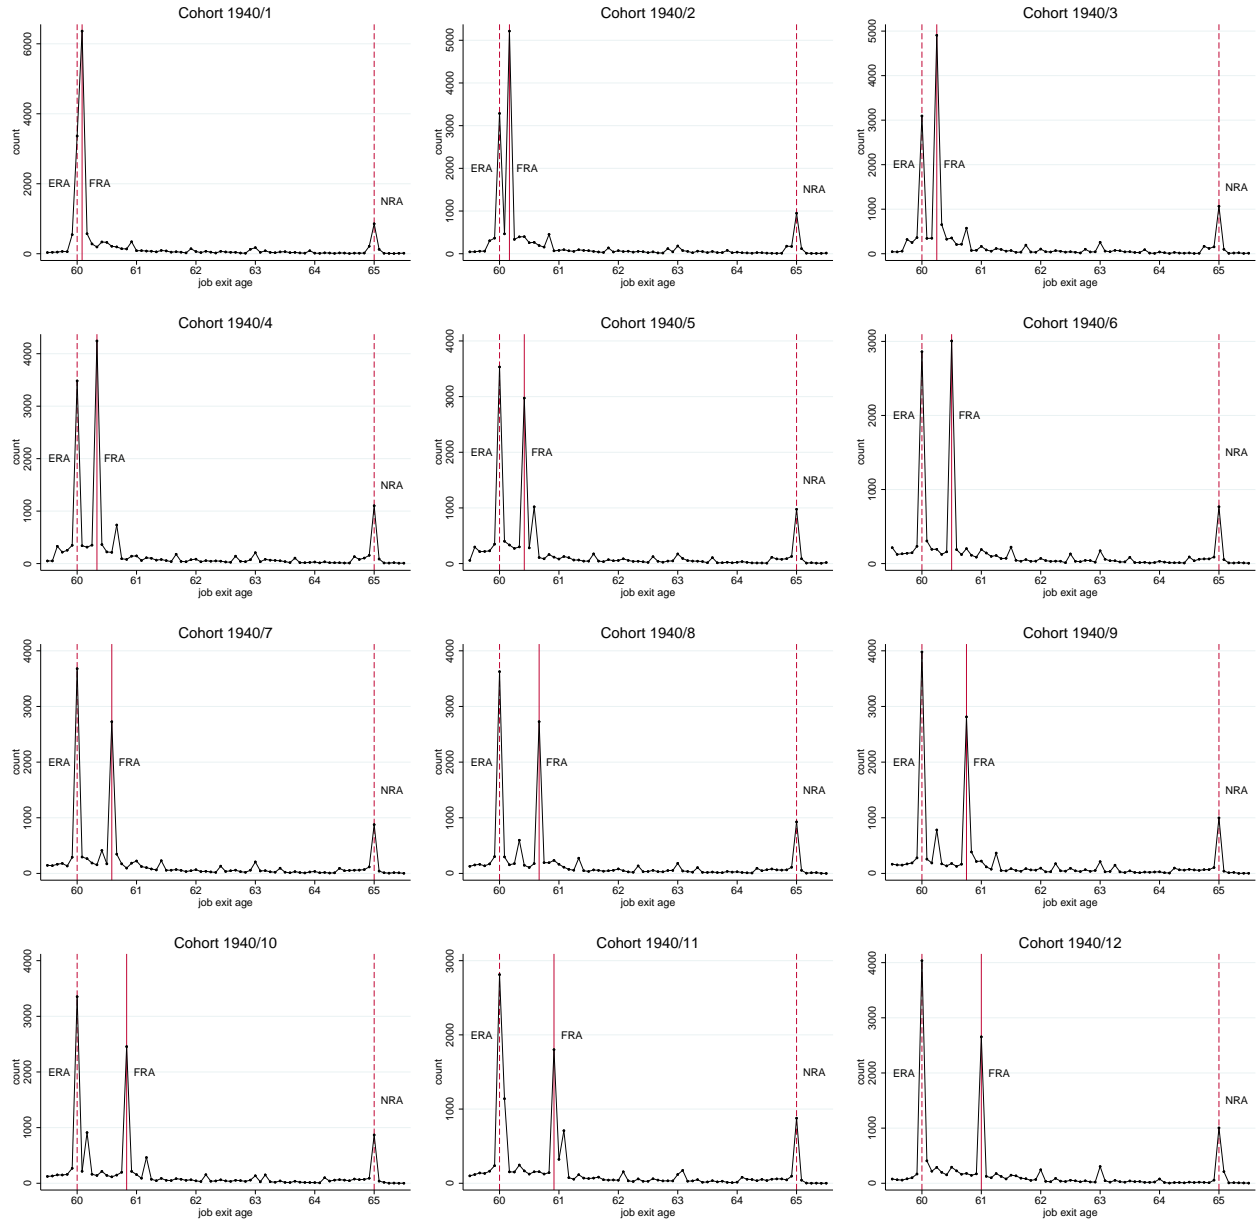 Cohort 1940/1
count
0 2000 4000 6000
ERA
FRA
NRA
60 61 62 63 64 65
job exit age
Cohort 1940/2
count
0 1000 2000 3000 4000 5000
ERA
FRA
NRA
60 61 62 63 64 65
job exit age
Cohort 1940/3
count
0 1000 2000 3000 4000 5000
ERA
FRA
NRA
60 61 62 63 64 65
job exit age
Cohort 1940/4
count
0 1000 2000 3000 4000
ERA
FRA
NRA
60 61 62 63 64 65
job exit age
Cohort 1940/5
count
0 1000 2000 3000 4000
ERA
FRA
NRA
60 61 62 63 64 65
job exit age
Cohort 1940/6
count
0 1000 2000 3000
ERA
FRA
NRA
60 61 62 63 64 65
job exit age
Cohort 1940/7
count
0 1000 2000 3000 4000
ERA
FRA
NRA
60 61 62 63 64 65
job exit age
Cohort 1940/8
count
0 1000 2000 3000 4000
ERA
FRA
NRA
60 61 62 63 64 65
job exit age
Cohort 1940/9
count
0 1000 2000 3000 4000
ERA
FRA
NRA
60 61 62 63 64 65
job exit age
Cohort 1940/10
count
0 1000 2000 3000 4000
ERA
FRA
NRA
60 61 62 63 64 65
job exit age
Cohort 1940/11
count
0 1000 2000 3000
ERA
FRA
NRA
60 61 62 63 64 65
job exit age
Cohort 1940/12
count
0 1000 2000 3000 4000
ERA
FRA
NRA
60 61 62 63 64 65
job exit age